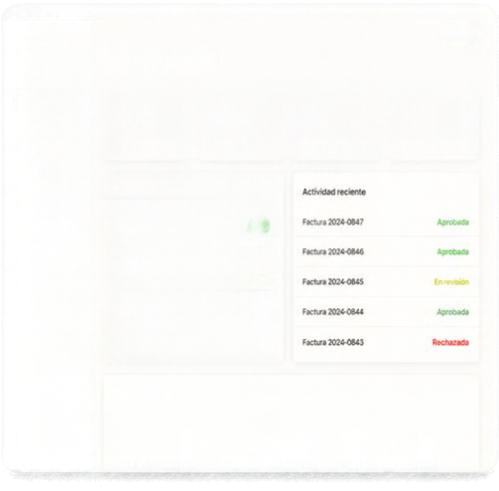 Actividad reciente
Factura 2024-0847 Aprobada
Factura 2024-0846 Aprobada
Factura 2024-0845 En revisión
Factura 2024-0844 Aprobada
Factura 2024-0843 Rechazada